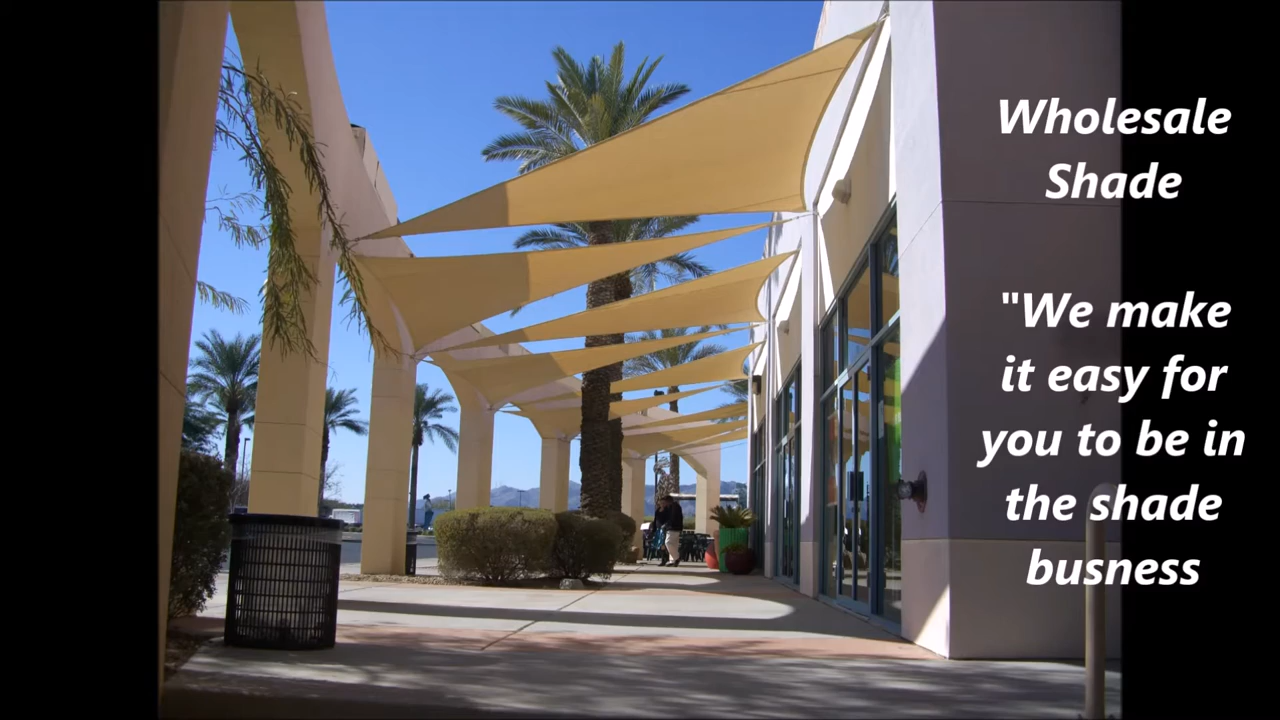 Wholesale
Shade
"We make
it easy for
you to be in
the shade
busness